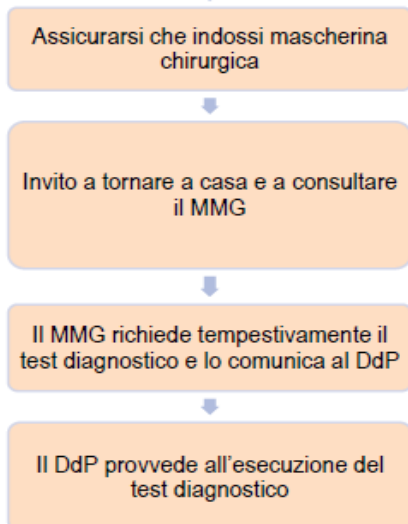 Assicurarsi che indossi mascherina
chirurgica
Invito a tornare a casa e a consultare
il MMG
Il MMG richiede tempestivamente il
test diagnostico e lo comunica al DdP
Il DdP provvede all'esecuzione del
test diagnostico